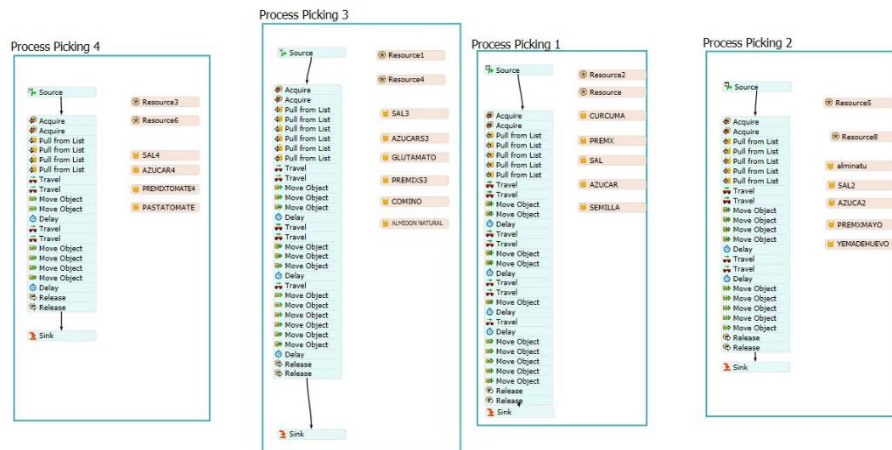 Process Picking 4
Source
Acquire
Acquire
Pull from List
Pull from List
Pull from List
Pull from List
Travel
Travel
Move Object
Move Object
Delay
Travel
Travel
Move Object
Move Object
Move Object
Move Object
Delay
Release
Release
Sink
Resource3
Resource6
SAL4
AZUCAR4
PREMIXTOMATE4
PASTATOMATE
Process Picking 3
Source
Acquire
Acquire
Pull from List
Pull from List
Pull from List
Pull from List
Pull from List
Pull from List
Travel
Travel
Move Object
Move Object
Move Object
Delay
Travel
Travel
Move Object
Move Object
Move Object
Delay
Travel
Move Object
Move Object
Move Object
Move Object
Move Object
Move Object
Delay
Release
Release
Sink
Resource1
Resource4
SAL3
AZUCARS3
GLUTAMATO
PREMIXS3
COMINO
ALMIDON NATURAL
Process Picking 1
Source
Acquire
Acquire
Pull from List
Pull from List
Pull from List
Pull from List
Pull from List
Travel
Travel
Move Object
Move Object
Delay
Travel
Travel
Move Object
Move Object
Delay
Travel
Travel
Move Object
Delay
Travel
Delay
Move Object
Move Object
Move Object
Move Object
Move Object
Release
Release
Sink
Resource2
Resource
CURCUMA
PREMX
SAL
AZUCAR
SEMILLA
Process Picking 2
Source
Acquire
Acquire
Pull from List
Pull from List
Pull from List
Pull from List
Pull from List
Travel
Travel
Move Object
Move Object
Move Object
Move Object
Delay
Travel
Travel
Delay
Move Object
Move Object
Move Object
Move Object
Move Object
Release
Release
Sink
Resource5
Resource8
alminatu
SAL2
AZUCA2
PREMXMAYO
YEMADEHUEVO